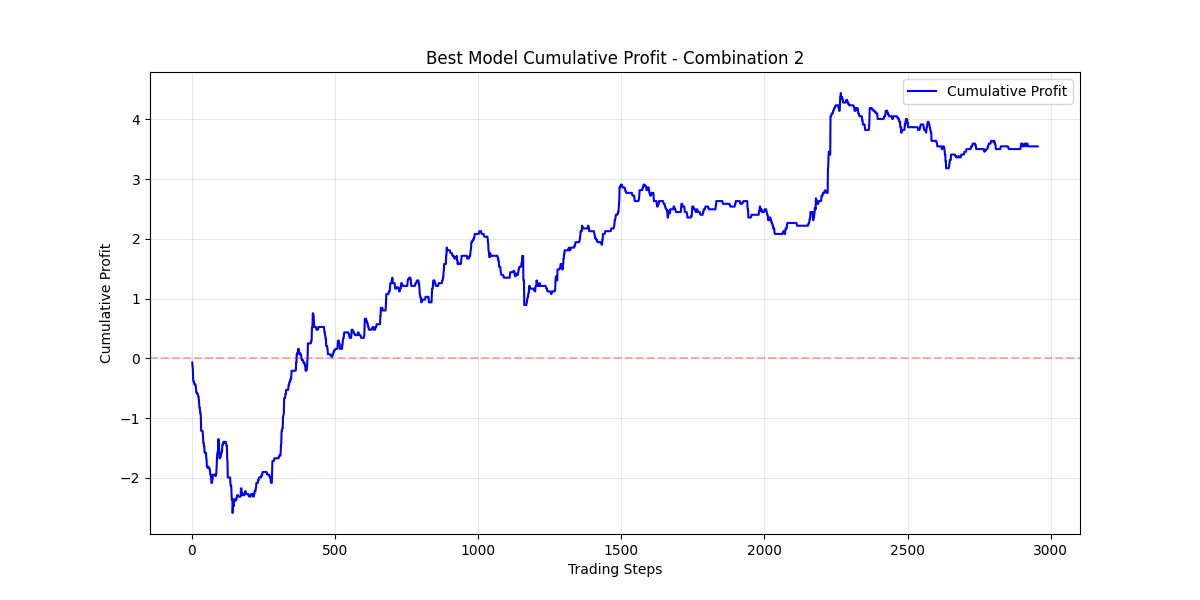 Best Model Cumulative Profit - Combination 2
Cumulative Profit
4
3
2
1
0
−1
−2
Cumulative Profit
0 500 1000 1500 2000 2500 3000
Trading Steps